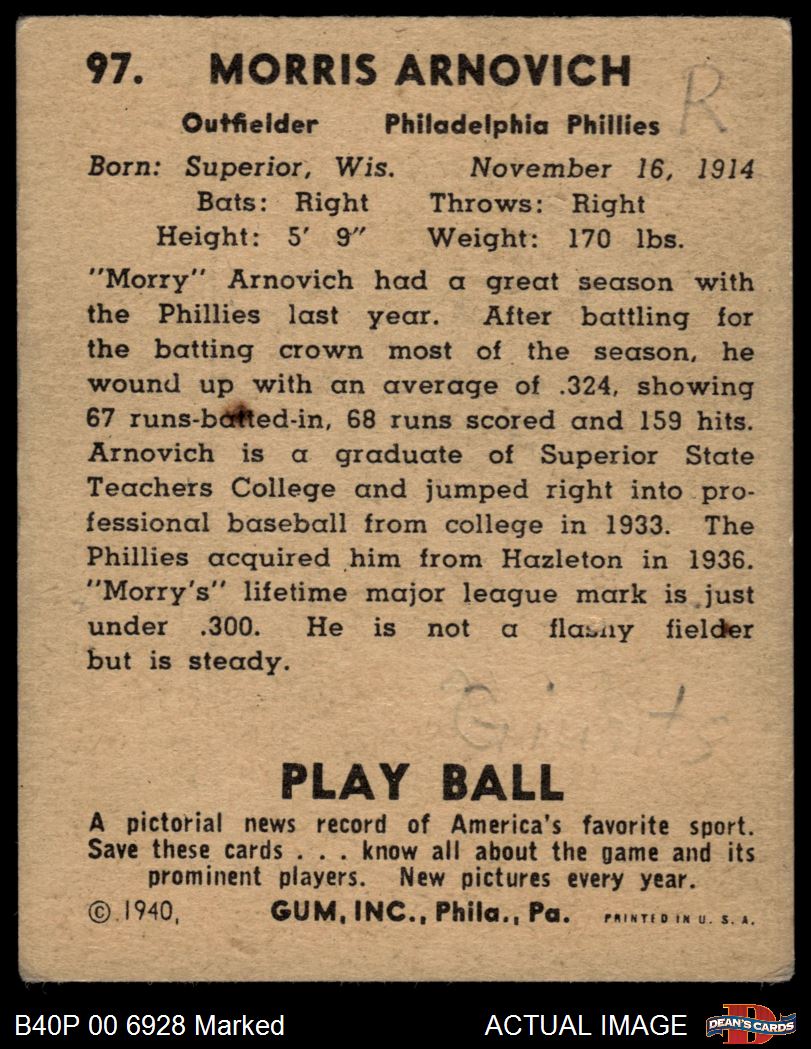 97. MORRIS ARNOVICH
R
Outfielder Philadelphia Phillies
Born: Superior, Wis. November 16, 1914
Bats: Right Throws: Right
Height: 5' 9" Weight: 170 lbs.
"Morry" Arnovich had a great season with
the Phillies last year. After battling for
the batting crown most of the season, he
wound up with an average of .324, showing
67 runs-batted-in, 68 runs scored and 159 hits.
Arnovich is a graduate of Superior State
Teachers College and jumped right into pro-
fessional baseball from college in 1933. The
Phillies acquired him from Hazleton in 1936.
"Morry's" lifetime major league mark is just
under .300. He is not a flashy fielder
but is steady.
Giants
PLAY BALL
A pictorial news record of America's favorite sport.
Save these cards . . . know all about the game and its
prominent players. New pictures every year.
© 1940, GUM, INC., Phila., Pa. PRINTED IN U. S. A.
B40P 00 6928 Marked ACTUAL IMAGE DEAN'S CARDS